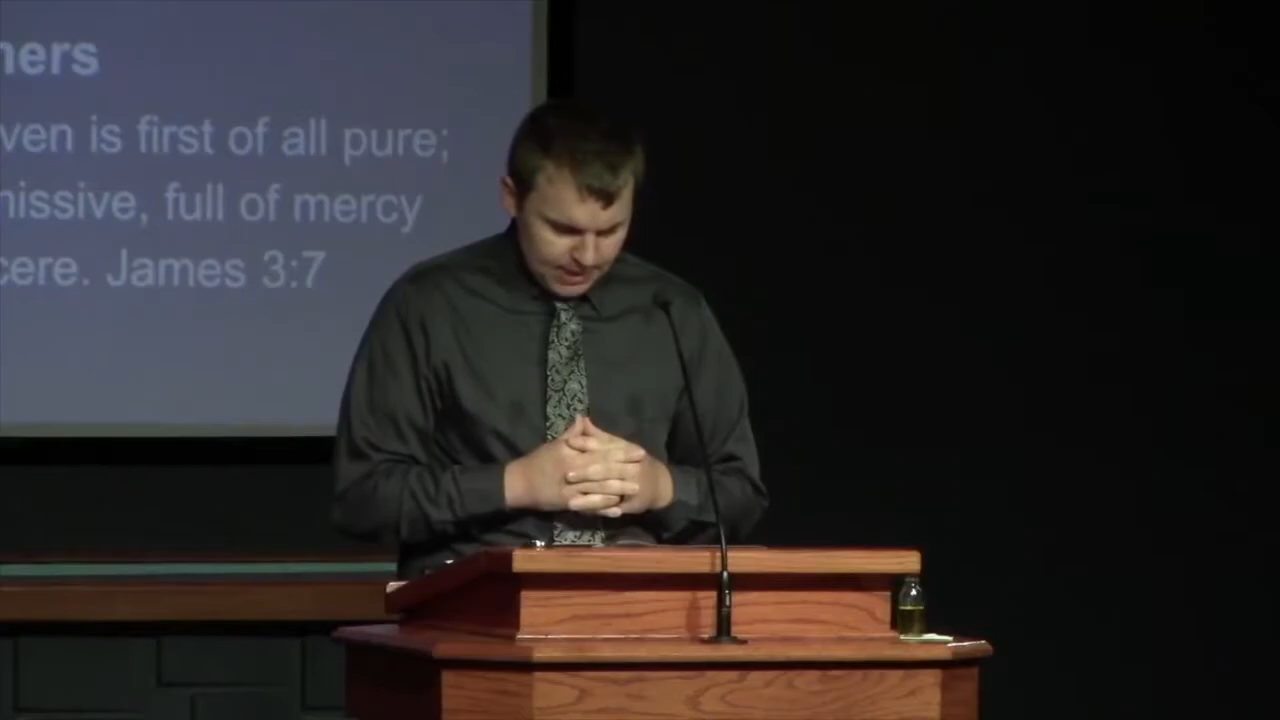 ners
ven is first of all pure;
nissive, full of mercy
cere. James 3:7